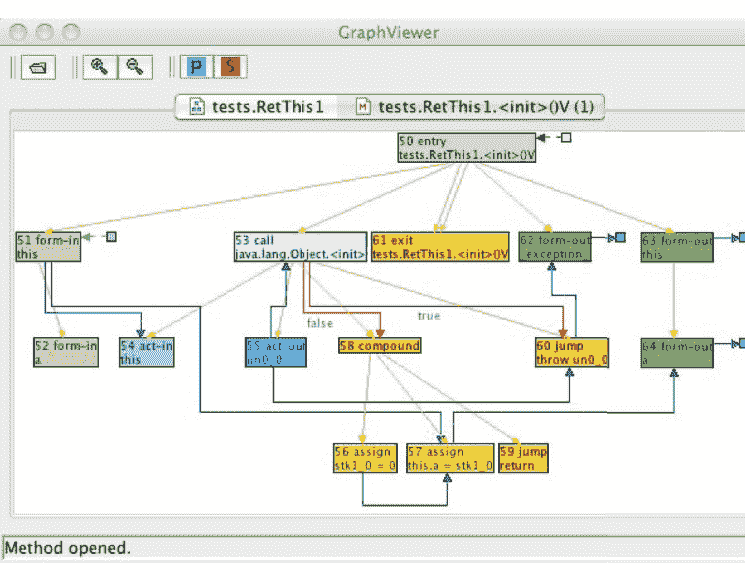 GraphViewer
P S
tests.RetThis1 M tests.RetThis1.<init>()V (1)
50 entry
tests.RetThis1.<init>()V
51 form-in
this
53 call
java.lang.Object.<init>
61 exit
tests.RetThis1.<init>()V
62 form-out
exception
63 form-out
this
false
true
52 form-in
a
54 act-in
this
55 act-out
un0_0
58 compound
60 jump
throw un0_0
64 form-out
a
56 assign
stk1_0 = 0
57 assign
this.a = stk1_0
59 jump
return
Method opened.